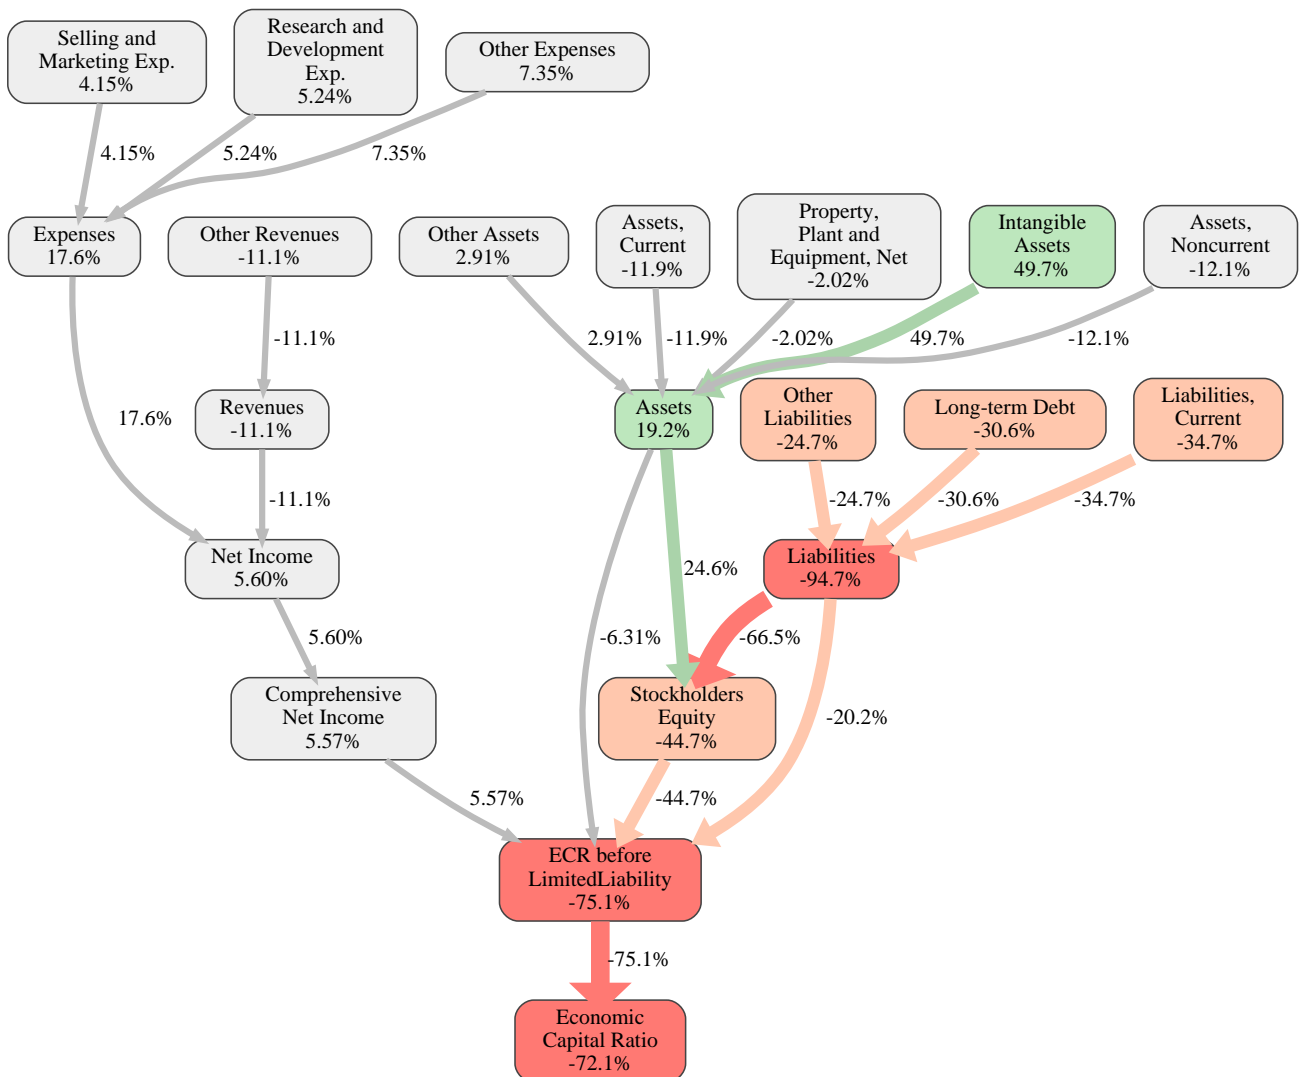 Selling and
Marketing Exp.
4.15%
Research and
Development
Exp.
5.24%
Other Expenses
7.35%
4.15%
5.24%
7.35%
Expenses
17.6%
Other Revenues
-11.1%
Other Assets
2.91%
Assets,
Current
-11.9%
Property,
Plant and
Equipment, Net
-2.02%
Intangible
Assets
49.7%
Assets,
Noncurrent
-12.1%
-11.1%
2.91%
-11.9%
-2.02%
49.7%
-12.1%
17.6%
Revenues
-11.1%
Assets
19.2%
Other
Liabilities
-24.7%
Long-term Debt
-30.6%
Liabilities,
Current
-34.7%
-11.1%
-24.7%
-30.6%
-34.7%
Net Income
5.60%
24.6%
Liabilities
-94.7%
5.60%
-6.31%
-66.5%
Comprehensive
Net Income
5.57%
Stockholders
Equity
-44.7%
-20.2%
5.57%
-44.7%
ECR before
LimitedLiability
-75.1%
-75.1%
Economic
Capital Ratio
-72.1%